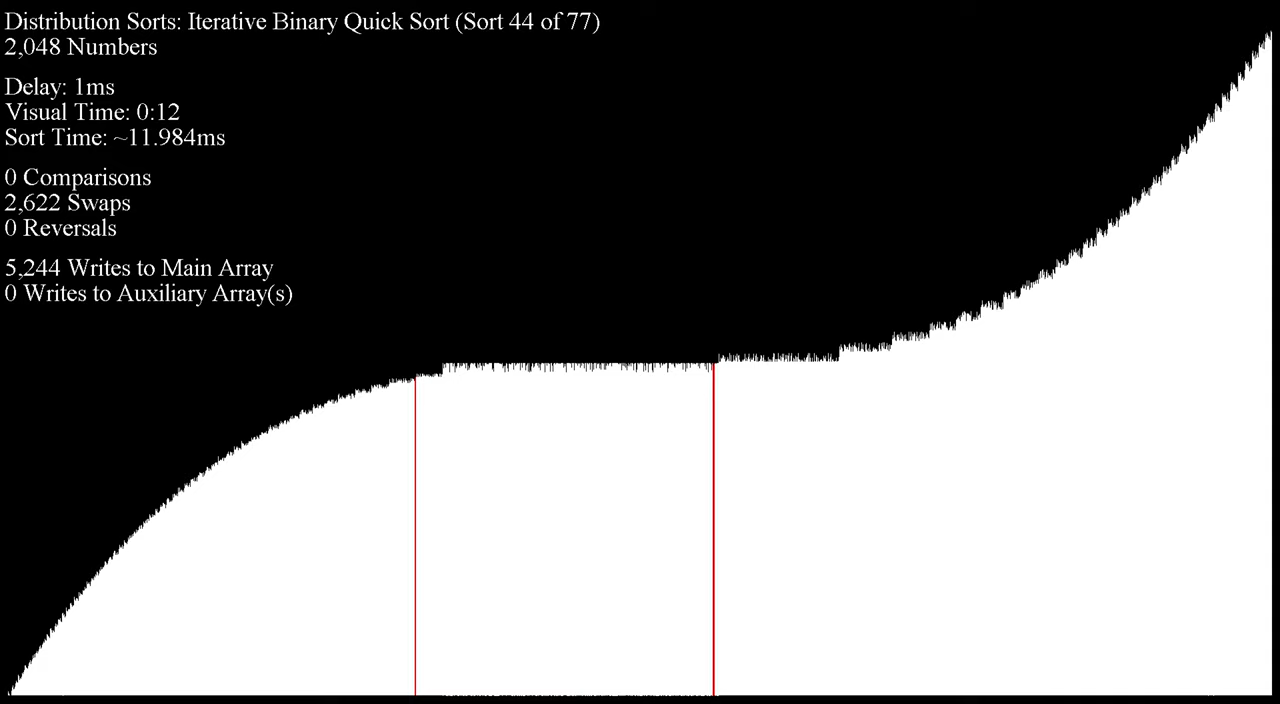 Distribution Sorts: Iterative Binary Quick Sort (Sort 44 of 77)
2,048 Numbers
Delay: 1ms
Visual Time: 0:12
Sort Time: ~11.984ms
0 Comparisons
2,622 Swaps
0 Reversals
5,244 Writes to Main Array
0 Writes to Auxiliary Array(s)